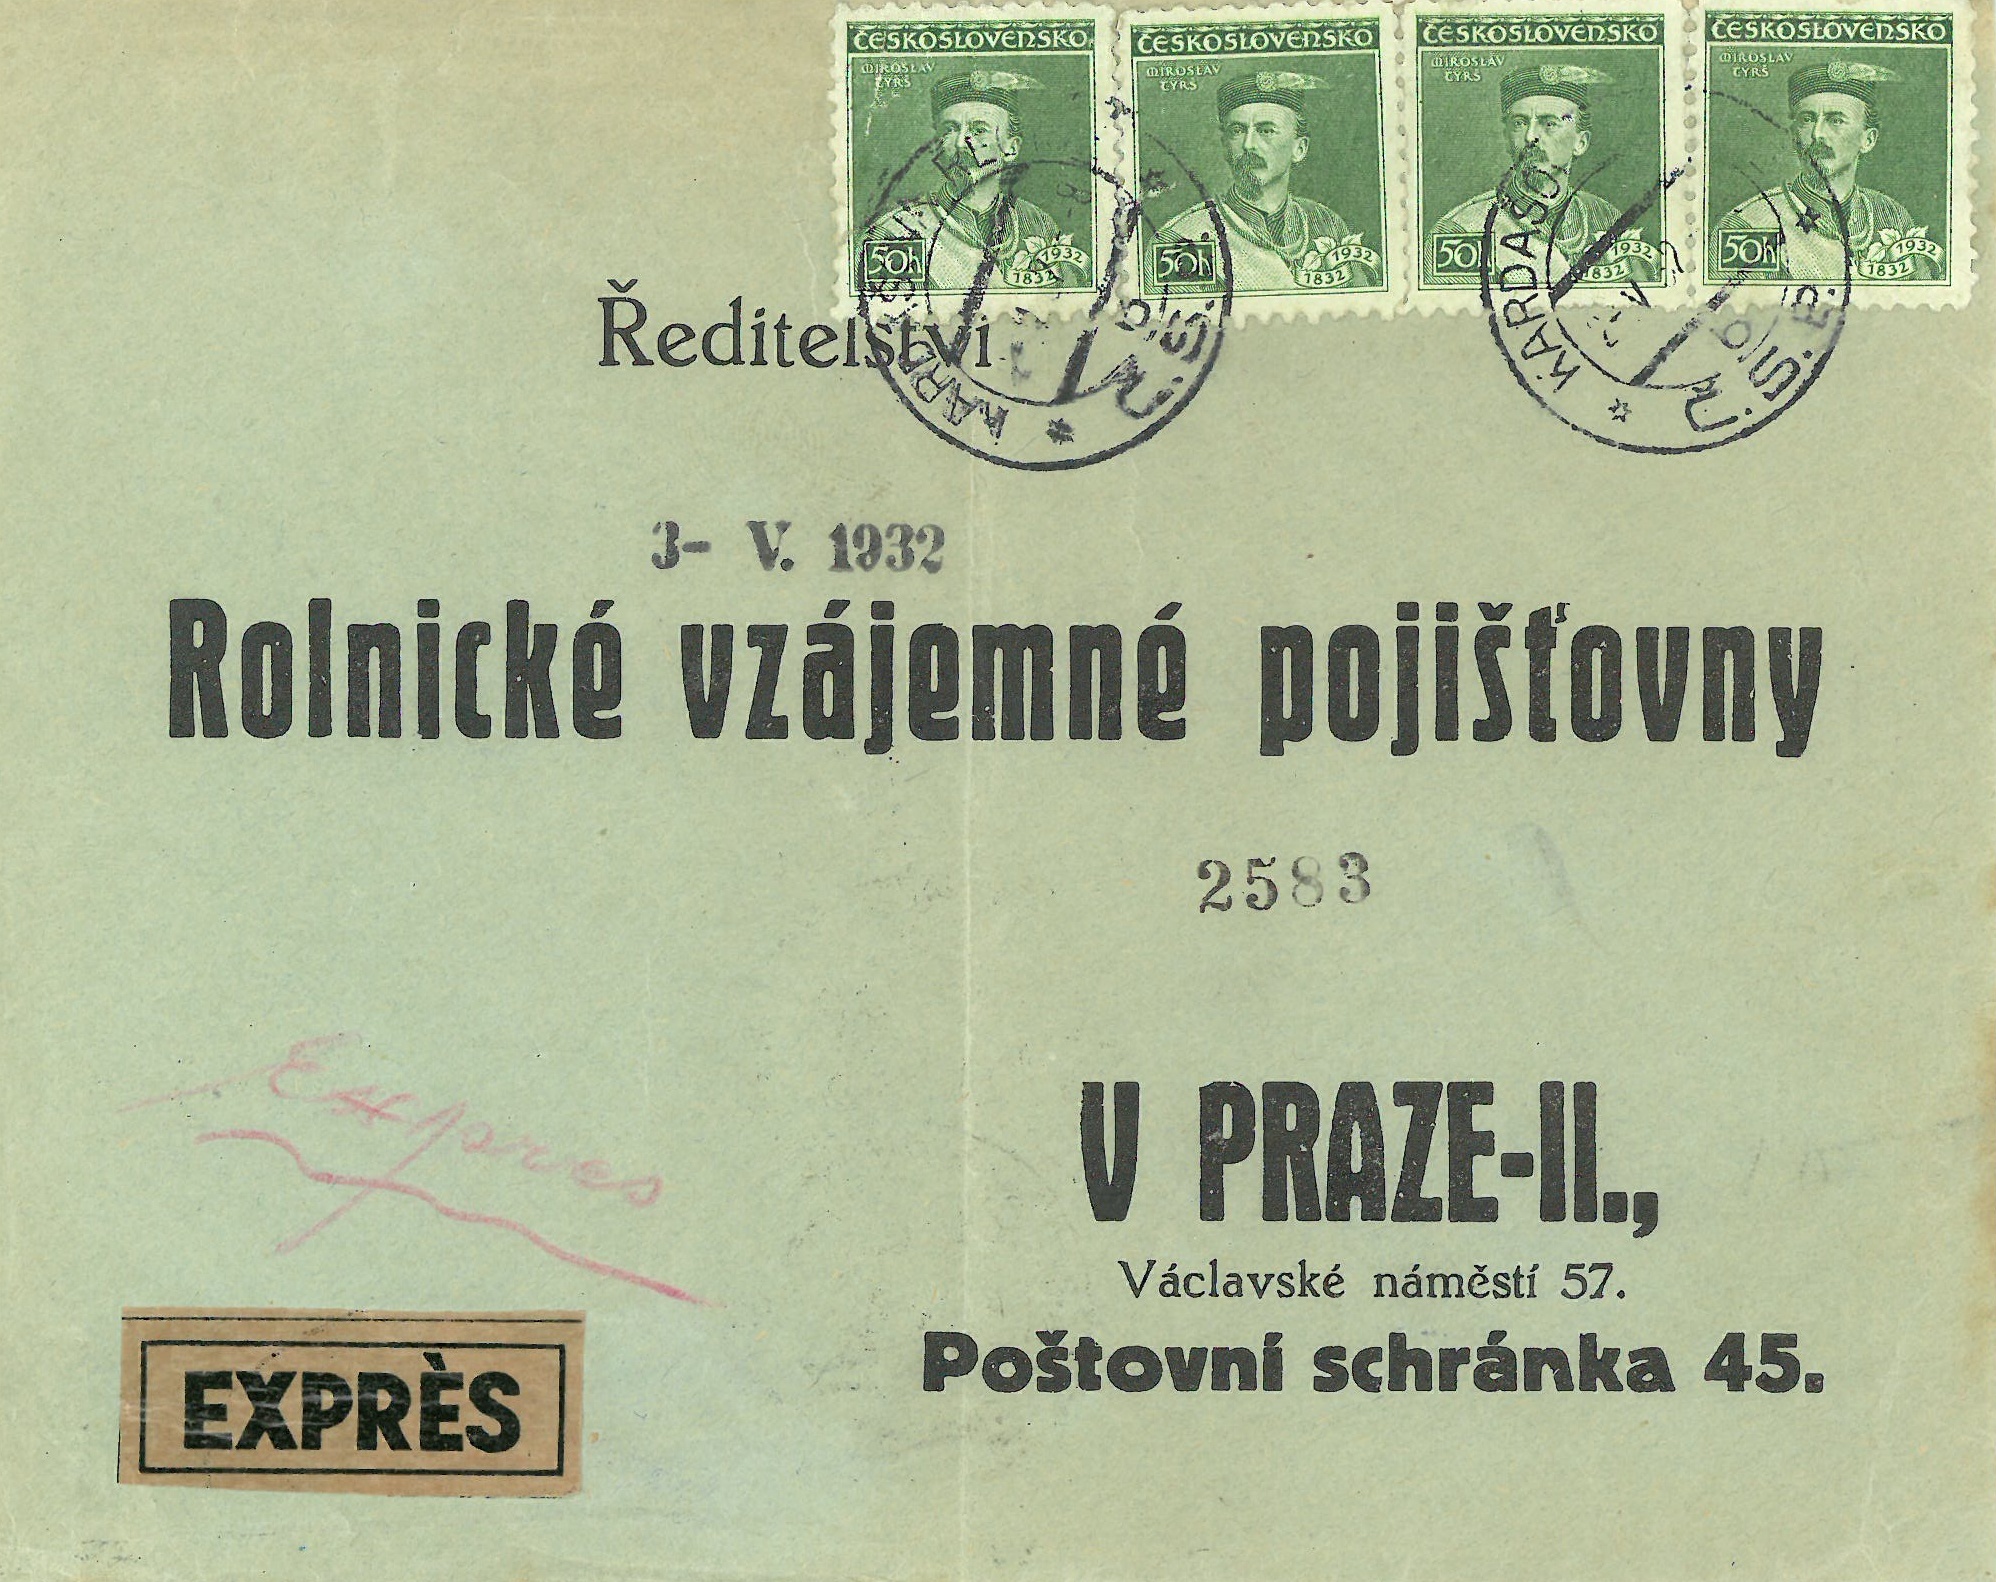 ČESKOSLOVENSKO ČESKOSLOVENSKO ČESKOSLOVENSKO ČESKOSLOVENSKO
MIROSLAV MIROSLAV MIROSLAV MIROSLAV
TYRŠ TYRŠ TYRŠ TYRŠ
50h 1932 50h 1932 50h 1932 50h 1932
1832 1832 1832 1832
KARDAŠO
Ředitelství
3- V. 1932
Rolnické vzájemné pojišťovny
2583
Expres
V PRAZE-II.,
Václavské náměstí 57.
Poštovní schránka 45.
EXPRÈS